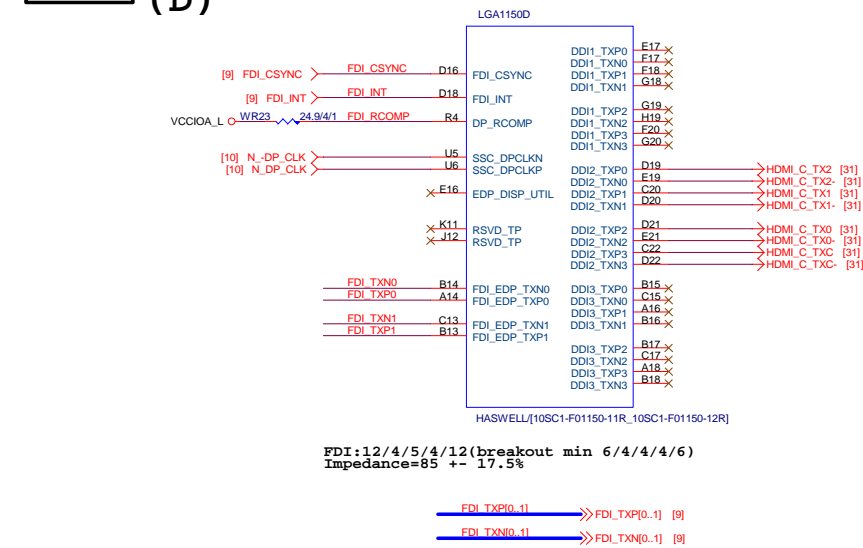 (D)
LGA1150D
[9] FDI_CSYNC FDI_CSYNC D16 FDI_CSYNC
[9] FDI_INT FDI_INT D18 FDI_INT
VCCIOA_L WR23 24.9/4/1 FDI_RCOMP R4 DP_RCOMP
[10] N_-DP_CLK U5 SSC_DPCLKN
[10] N_DP_CLK U6 SSC_DPCLKP
E16 EDP_DISP_UTIL
K11 RSVD_TP
J12 RSVD_TP
FDI_TXN0 B14 FDI_EDP_TXN0
FDI_TXP0 A14 FDI_EDP_TXP0
FDI_TXN1 C13 FDI_EDP_TXN1
FDI_TXP1 B13 FDI_EDP_TXP1
DDI1_TXP0 E17
DDI1_TXN0 F17
DDI1_TXP1 F18
DDI1_TXN1 G18
DDI1_TXP2 G19
DDI1_TXN2 H19
DDI1_TXP3 F20
DDI1_TXN3 G20
DDI2_TXP0 D19 HDMI_C_TX2 [31]
DDI2_TXN0 E19 HDMI_C_TX2- [31]
DDI2_TXP1 C20 HDMI_C_TX1 [31]
DDI2_TXN1 D20 HDMI_C_TX1- [31]
DDI2_TXP2 D21 HDMI_C_TX0 [31]
DDI2_TXN2 E21 HDMI_C_TX0- [31]
DDI2_TXP3 C22 HDMI_C_TXC [31]
DDI2_TXN3 D22 HDMI_C_TXC- [31]
DDI3_TXP0 B15
DDI3_TXN0 C15
DDI3_TXP1 A16
DDI3_TXN1 B16
DDI3_TXP2 B17
DDI3_TXN2 C17
DDI3_TXP3 A18
DDI3_TXN3 B18
HASWELL/[10SC1-F01150-11R_10SC1-F01150-12R]
FDI:12/4/5/4/12(breakout min 6/4/4/4/6)
Impedance=85 +- 17.5%
FDI_TXP[0..1] FDI_TXP[0..1] [9]
FDI_TXN[0..1] FDI_TXN[0..1] [9]